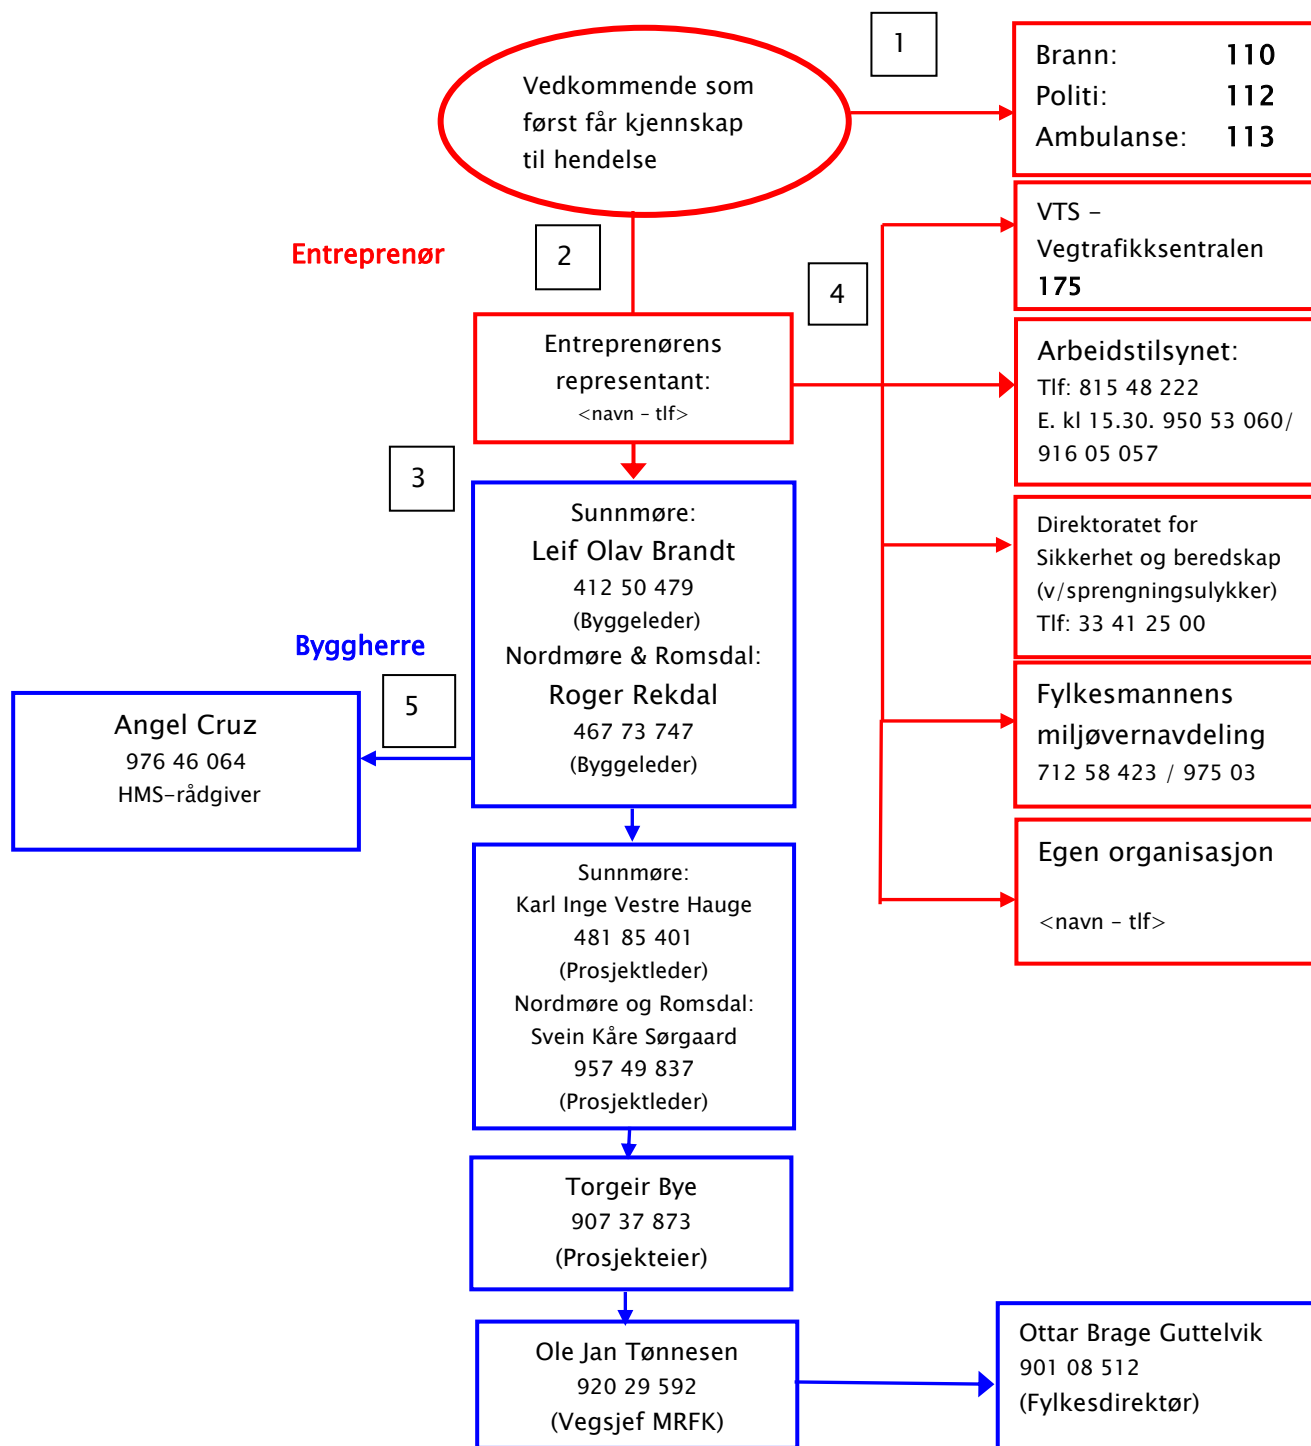 1
Vedkommende som
først får kjennskap
til hendelse
Brann: 110
Politi: 112
Ambulanse: 113
Entreprenør
2
VTS –
Vegtrafikksentralen
175
4
Entreprenørens
representant:
<navn – tlf>
Arbeidstilsynet:
Tlf: 815 48 222
E. kl 15.30. 950 53 060/
916 05 057
3
Sunnmøre:
Leif Olav Brandt
412 50 479
(Byggeleder)
Nordmøre & Romsdal:
Roger Rekdal
467 73 747
(Byggeleder)
Direktoratet for
Sikkerhet og beredskap
(v/sprengningsulykker)
Tlf: 33 41 25 00
Byggherre
5
Angel Cruz
976 46 064
HMS-rådgiver
Fylkesmannens
miljøvernavdeling
712 58 423 / 975 03
Egen organisasjon
<navn – tlf>
Sunnmøre:
Karl Inge Vestre Hauge
481 85 401
(Prosjektleder)
Nordmøre og Romsdal:
Svein Kåre Sørgaard
957 49 837
(Prosjektleder)
Torgeir Bye
907 37 873
(Prosjekteier)
Ole Jan Tønnesen
920 29 592
(Vegsjef MRFK)
Ottar Brage Guttelvik
901 08 512
(Fylkesdirektør)